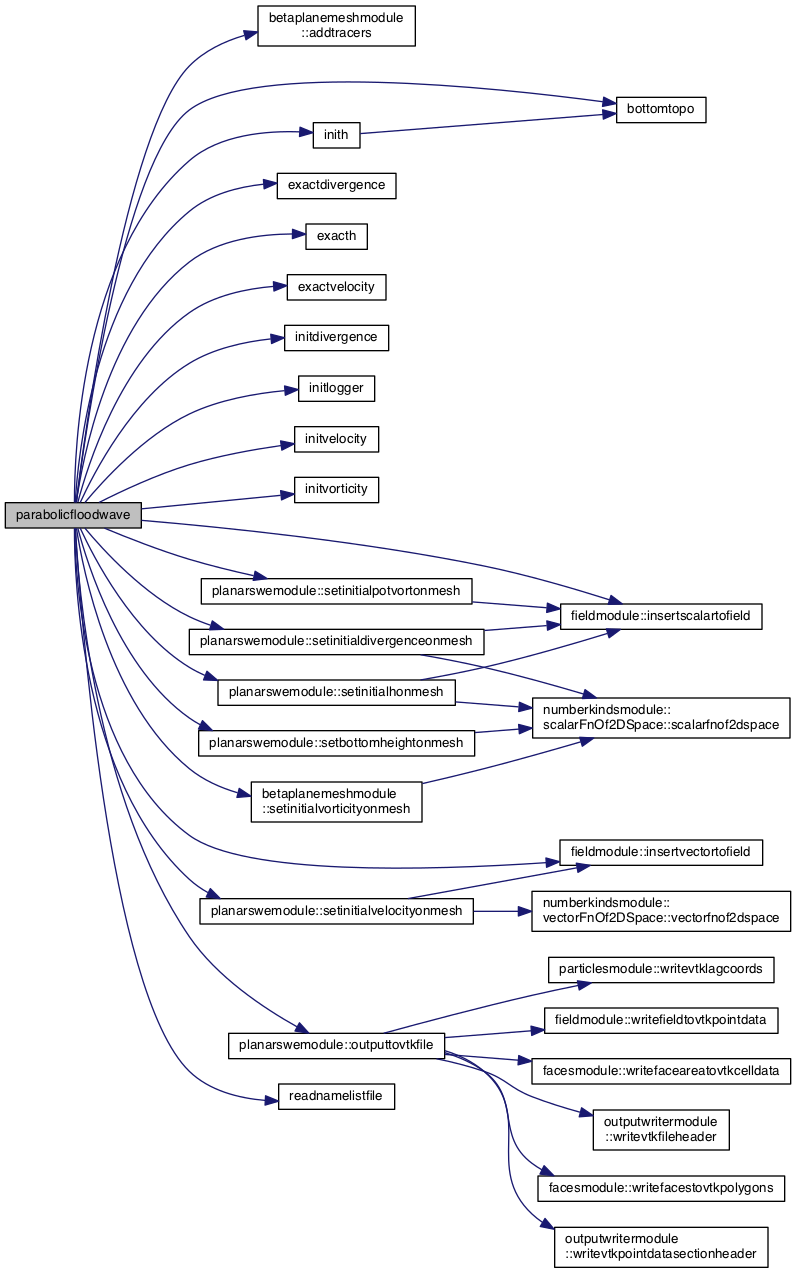 betaplanemeshmodule
::addtracers
bottomtopo
inith
exactdivergence
exacth
exactvelocity
initdivergence
initlogger
initvelocity
initvorticity
parabolicfloodwave
planarswemodule::setinitialpotvortonmesh
fieldmodule::insertscalartofield
planarswemodule::setinitialdivergenceonmesh
planarswemodule::setinitialhonmesh
numberkindsmodule::
scalarFnOf2DSpace::scalarfnof2dspace
planarswemodule::setbottomheightonmesh
betaplanemeshmodule
::setinitialvorticityonmesh
fieldmodule::insertvectortofield
planarswemodule::setinitialvelocityonmesh
numberkindsmodule::
vectorFnOf2DSpace::vectorfnof2dspace
particlesmodule::writevtklagcoords
fieldmodule::writefieldtovtkpointdata
planarswemodule::outputtovtkfile
facesmodule::writefaceareatovtkcelldata
readnamelistfile
outputwritermodule
::writevtkfileheader
facesmodule::writefacestovtkpolygons
outputwritermodule
::writevtkpointdatasectionheader